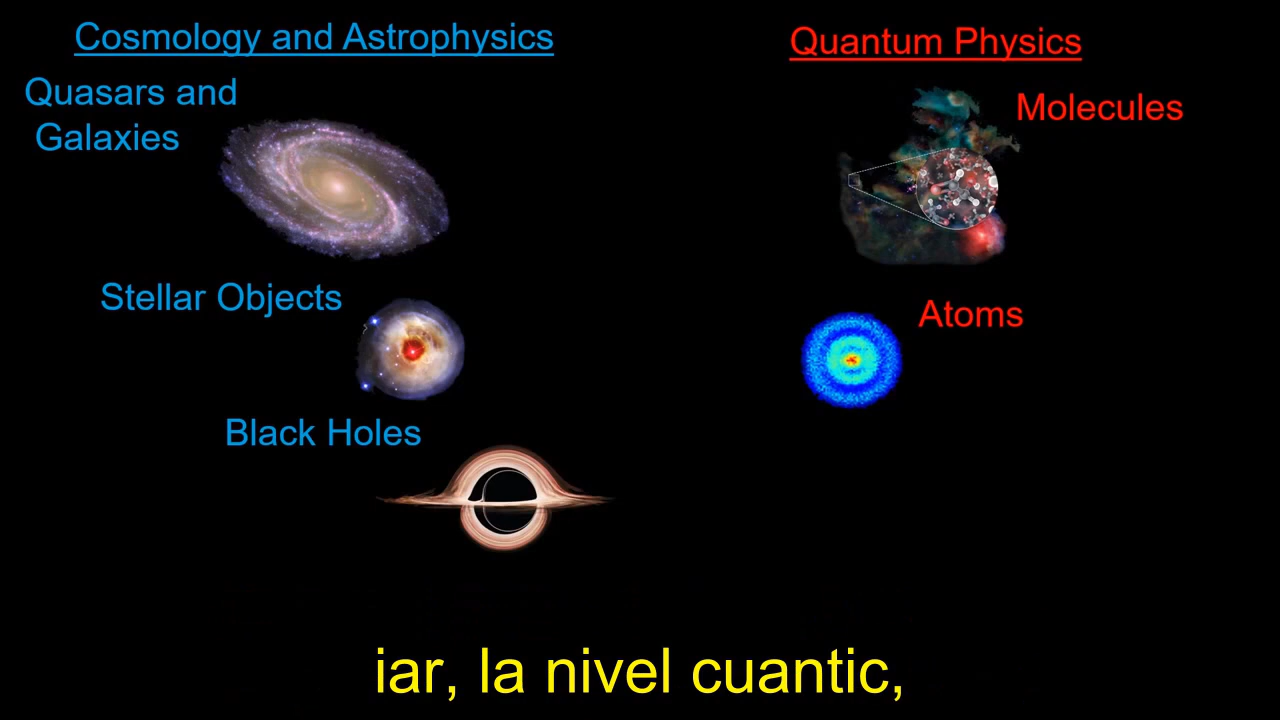 Cosmology and Astrophysics
Quasars and
Galaxies
Stellar Objects
Black Holes
Quantum Physics
Molecules
Atoms
iar, la nivel cuantic,